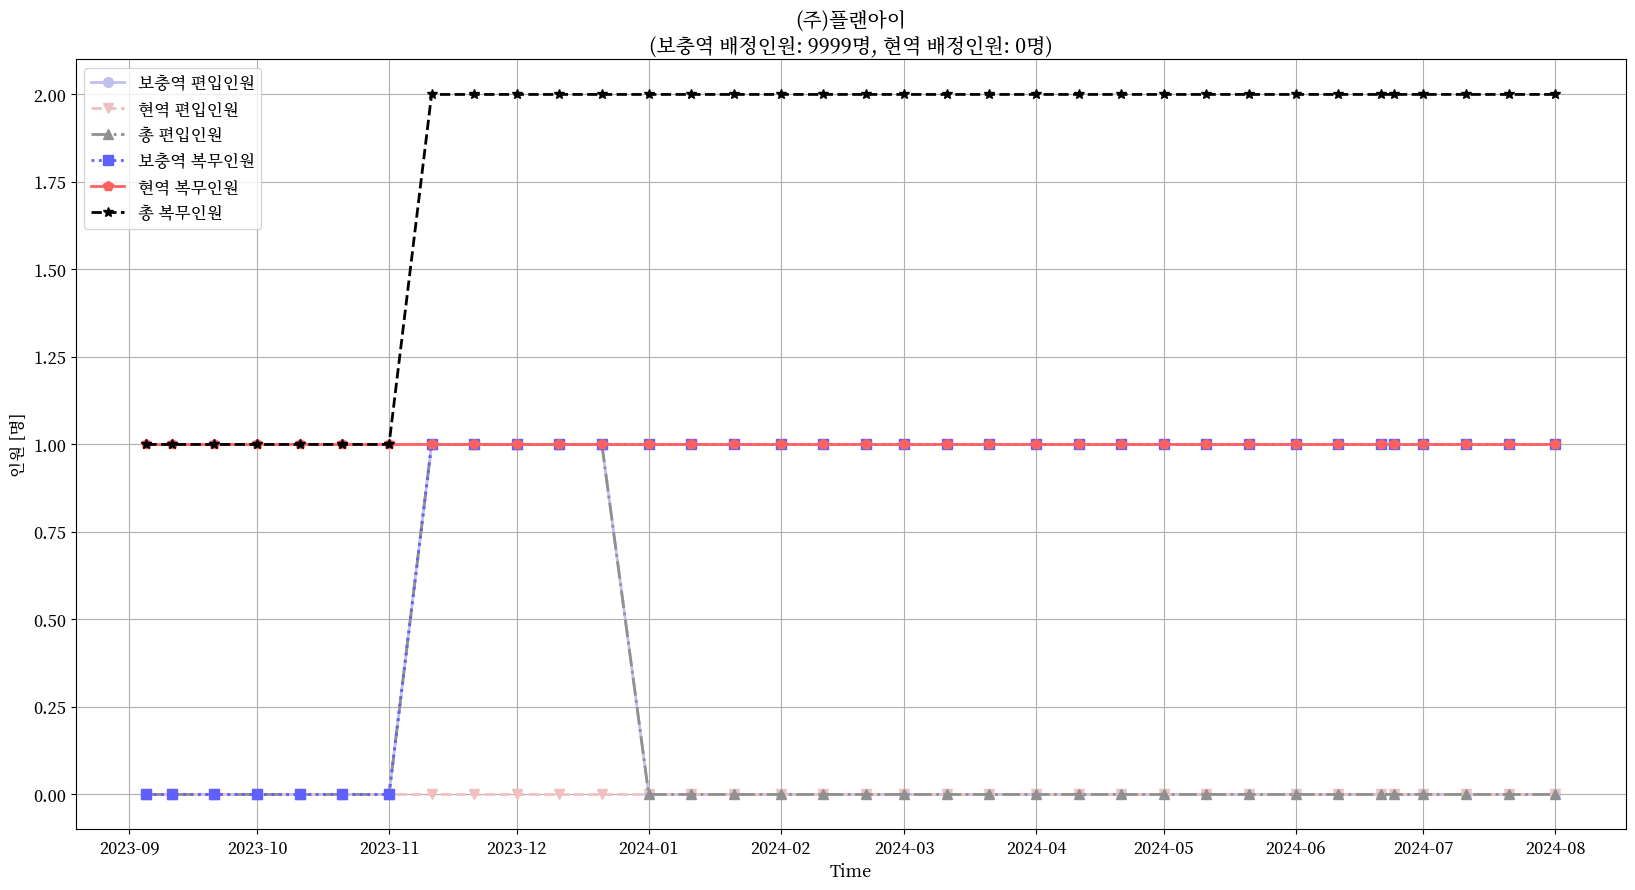 (주)플랜아이
(보충역 배정인원: 9999명, 현역 배정인원: 0명)
보충역 편입인원
현역 편입인원
총 편입인원
보충역 복무인원
현역 복무인원
총 복무인원
2.00
1.75
1.50
1.25
1.00
0.75
0.50
0.25
0.00
인원 [명]
2023-09 2023-10 2023-11 2023-12 2024-01 2024-02 2024-03 2024-04 2024-05 2024-06 2024-07 2024-08
Time